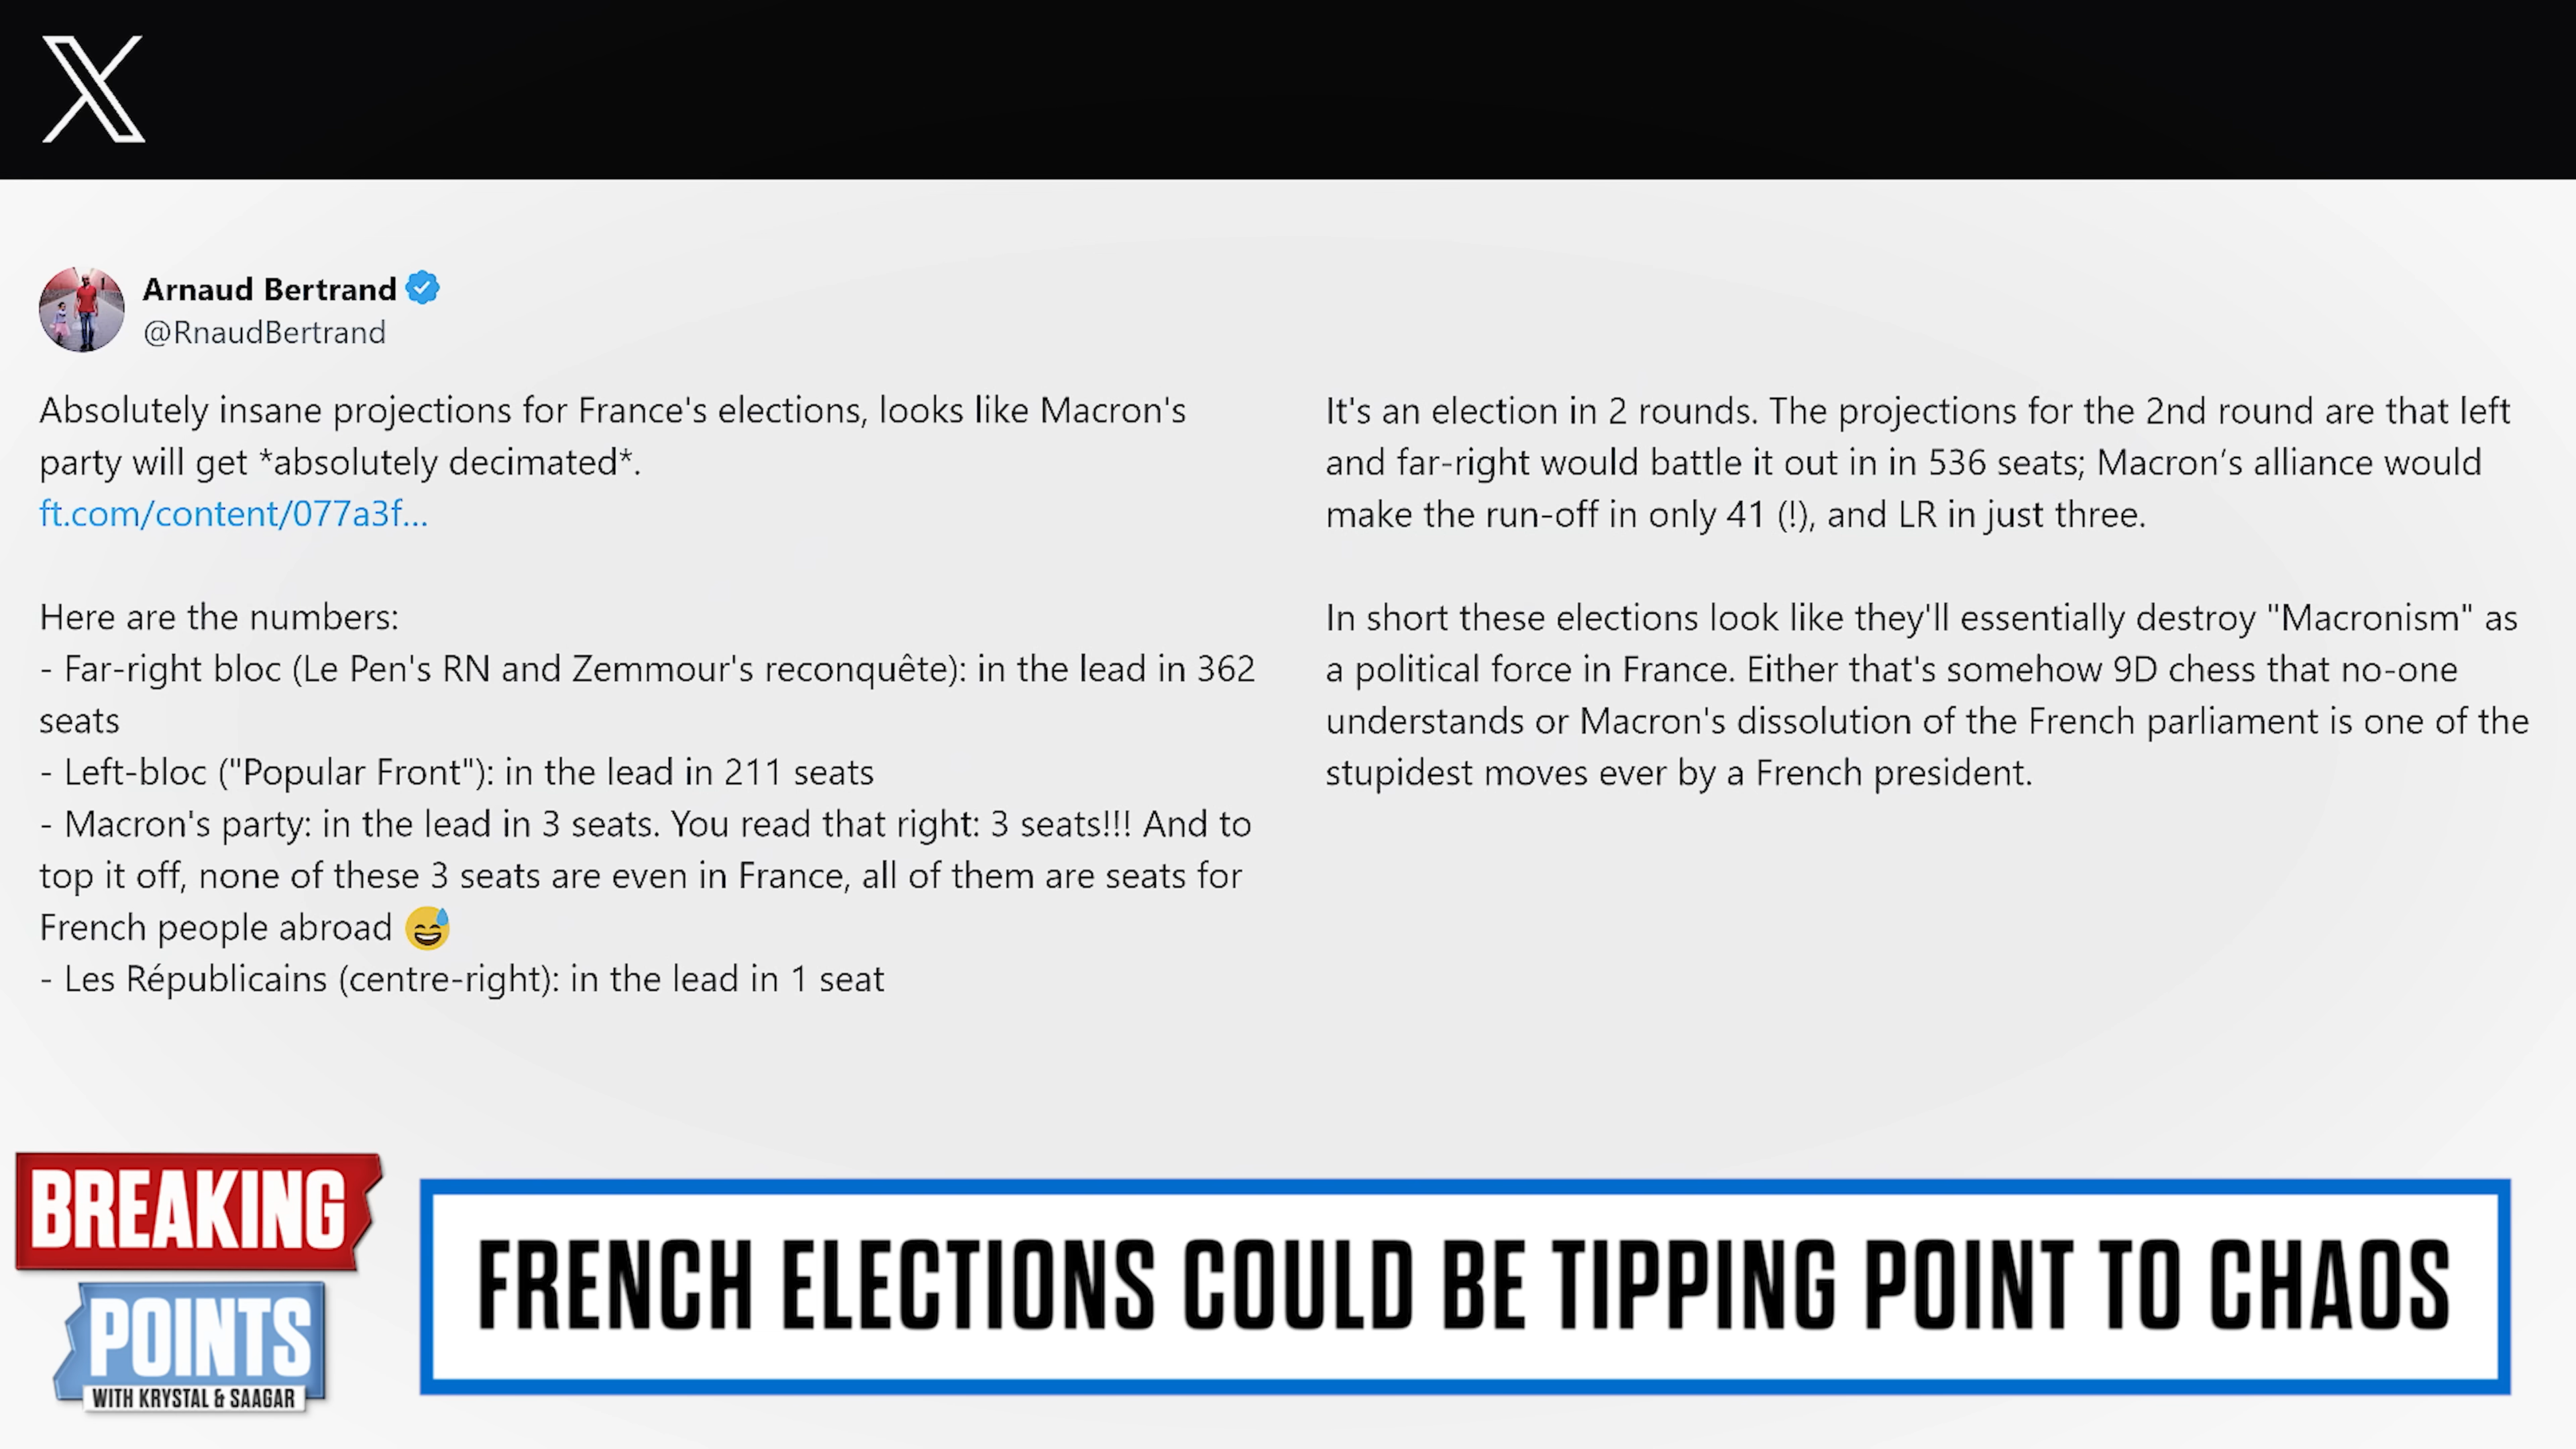 Arnaud Bertrand
@RnaudBertrand
Absolutely insane projections for France's elections, looks like Macron's
party will get *absolutely decimated*.
ft.com/content/077a3f...
Here are the numbers:
- Far-right bloc (Le Pen's RN and Zemmour's reconquête): in the lead in 362
seats
- Left-bloc ("Popular Front"): in the lead in 211 seats
- Macron's party: in the lead in 3 seats. You read that right: 3 seats!!! And to
top it off, none of these 3 seats are even in France, all of them are seats for
French people abroad 😅
- Les Républicains (centre-right): in the lead in 1 seat
It's an election in 2 rounds. The projections for the 2nd round are that left
and far-right would battle it out in in 536 seats; Macron’s alliance would
make the run-off in only 41 (!), and LR in just three.
In short these elections look like they'll essentially destroy "Macronism" as
a political force in France. Either that's somehow 9D chess that no-one
understands or Macron's dissolution of the French parliament is one of the
stupidest moves ever by a French president.
BREAKING
POINTS
WITH KRYSTAL & SAAGAR
FRENCH ELECTIONS COULD BE TIPPING POINT TO CHAOS